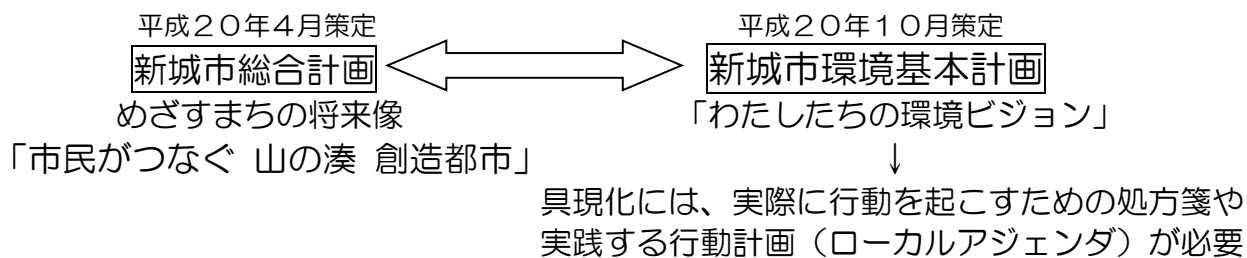 平成２０年４月策定
新城市総合計画
めざすまちの将来像
「市民がつなぐ 山の湊 創造都市」
平成２０年１０月策定
新城市環境基本計画
「わたしたちの環境ビジョン」
↓
具現化には、実際に行動を起こすための処方箋や
実践する行動計画（ローカルアジェンダ）が必要